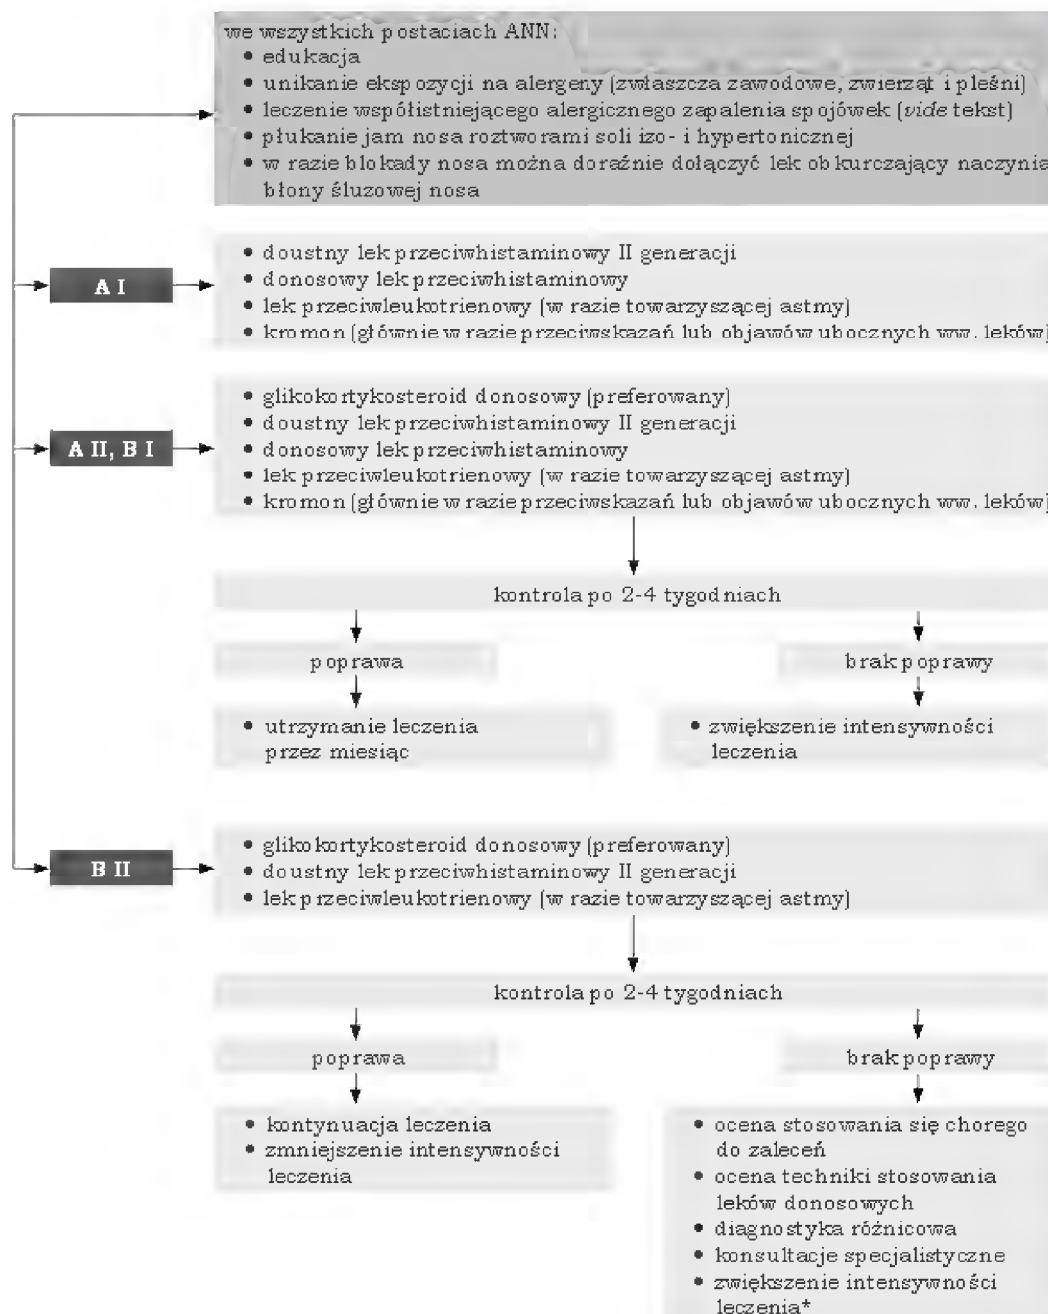 we wszystkich postaciach ANN:
• edukacja
• unikanie ekspozycji na alergeny (zwłaszcza zawodowe, zwierząt i pleśni)
• leczenie współistniejącego alergicznego zapalenia spojówek (vide tekst)
• płukanie jam nosa roztworami soli izo- i hypertonicznej
• w razie blokady nosa można doraźnie dołączyć lek obkurczający naczynia
błony śluzowej nosa
A I
• doustny lek przeciwhistaminowy II generacji
• donosowy lek przeciwhistaminowy
• lek przeciwleukotrienowy (w razie towarzyszącej astmy)
• kromon (głównie w razie przeciwskazań lub objawów ubocznych ww. leków)
A II, B I
• glikokortykosteroid donosowy (preferowany)
• doustny lek przeciwhistaminowy II generacji
• donosowy lek przeciwhistaminowy
• lek przeciwleukotrienowy (w razie towarzyszącej astmy)
• kromon (głównie w razie przeciwskazań lub objawów ubocznych ww. leków)
kontrola po 2-4 tygodniach
poprawa
• utrzymanie leczenia
przez miesiąc
brak poprawy
• zwiększenie intensywności
leczenia
B II
• glikokortykosteroid donosowy (preferowany)
• doustny lek przeciwhistaminowy II generacji
• lek przeciwleukotrienowy (w razie towarzyszącej astmy)
kontrola po 2-4 tygodniach
poprawa
• kontynuacja leczenia
• zmniejszenie intensywności
leczenia
brak poprawy
• ocena stosowania się chorego
do zaleceń
• ocena techniki stosowania
leków donosowych
• diagnostyka różnicowa
• konsultacje specjalistyczne
• zwiększenie intensywności
leczenia*